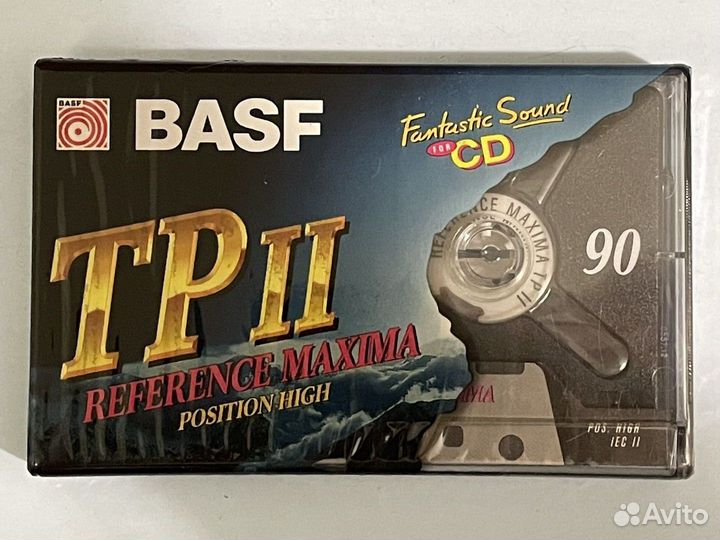 BASF
BASF
Fantastic Sound
FOR CD
TP II
REFERENCE MAXIMA
POSITION HIGH
REFERENCE MAXIMA TP II
90
POS. HIGH
IEC II
Avito